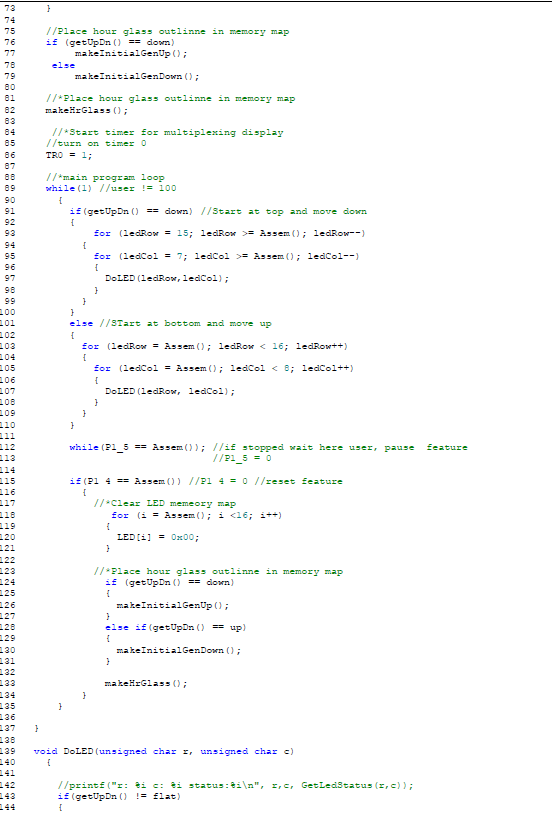 73 }
74
75 //Place hour glass outlinne in memory map
76 if (getUpDn() == down)
77 makeInitialGenUp();
78 else
79 makeInitialGenDown();
80
81 //*Place hour glass outlinne in memory map
82 makeHrGlass();
83
84 //*Start timer for multiplexing display
85 //turn on timer 0
86 TR0 = 1;
87
88 //*main program loop
89 while(1) //user != 100
90 {
91 if(getUpDn() == down) //Start at top and move down
92 {
93 for (ledRow = 15; ledRow >= Assem(); ledRow--)
94 {
95 for (ledCol = 7; ledCol >= Assem(); ledCol--)
96 {
97 DoLED(ledRow,ledCol);
98 }
99 }
100 }
101 else //STart at bottom and move up
102 {
103 for (ledRow = Assem(); ledRow < 16; ledRow++)
104 {
105 for (ledCol = Assem(); ledCol < 8; ledCol++)
106 {
107 DoLED(ledRow, ledCol);
108 }
109 }
110 }
111
112 while(P1_5 == Assem()); //if stopped wait here user, pause feature
113 //P1_5 = 0
114
115 if(P1_4 == Assem()) //P1_4 = 0 //reset feature
116 {
117 //*Clear LED memeory map
118 for (i = Assem(); i <16; i++)
119 {
120 LED[i] = 0x00;
121 }
122
123 //*Place hour glass outlinne in memory map
124 if (getUpDn() == down)
125 {
126 makeInitialGenUp();
127 }
128 else if(getUpDn() == up)
129 {
130 makeInitialGenDown();
131 }
132
133 makeHrGlass();
134 }
135 }
136
137 }
138
139 void DoLED(unsigned char r, unsigned char c)
140 {
141
142 //printf("r: %i c: %i status:%i\n", r,c, GetLedStatus(r,c));
143 if(getUpDn() != flat)
144 {